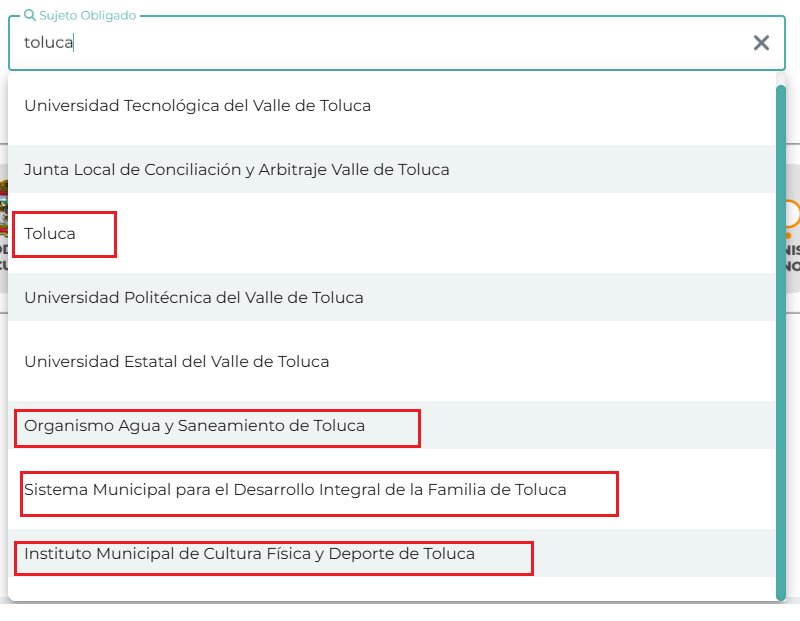 Sujeto Obligado
toluca
Universidad Tecnológica del Valle de Toluca
Junta Local de Conciliación y Arbitraje Valle de Toluca
Toluca
Universidad Politécnica del Valle de Toluca
Universidad Estatal del Valle de Toluca
Organismo Agua y Saneamiento de Toluca
Sistema Municipal para el Desarrollo Integral de la Familia de Toluca
Instituto Municipal de Cultura Física y Deporte de Toluca